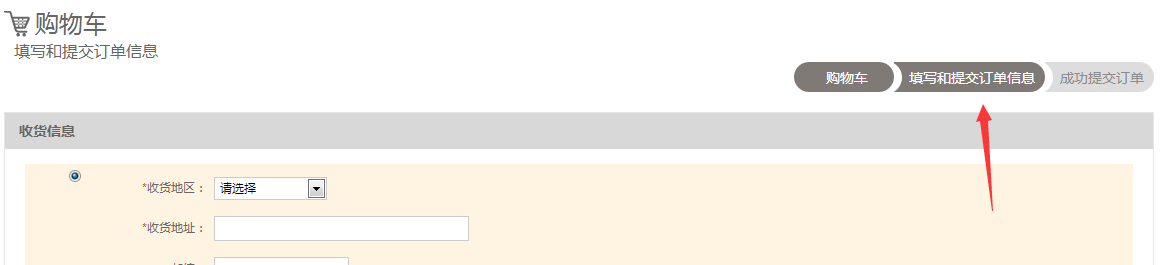 购物车
填写和提交订单信息
购物车 填写和提交订单信息 成功提交订单
收货信息
*收货地区： 请选择
*收货地址：